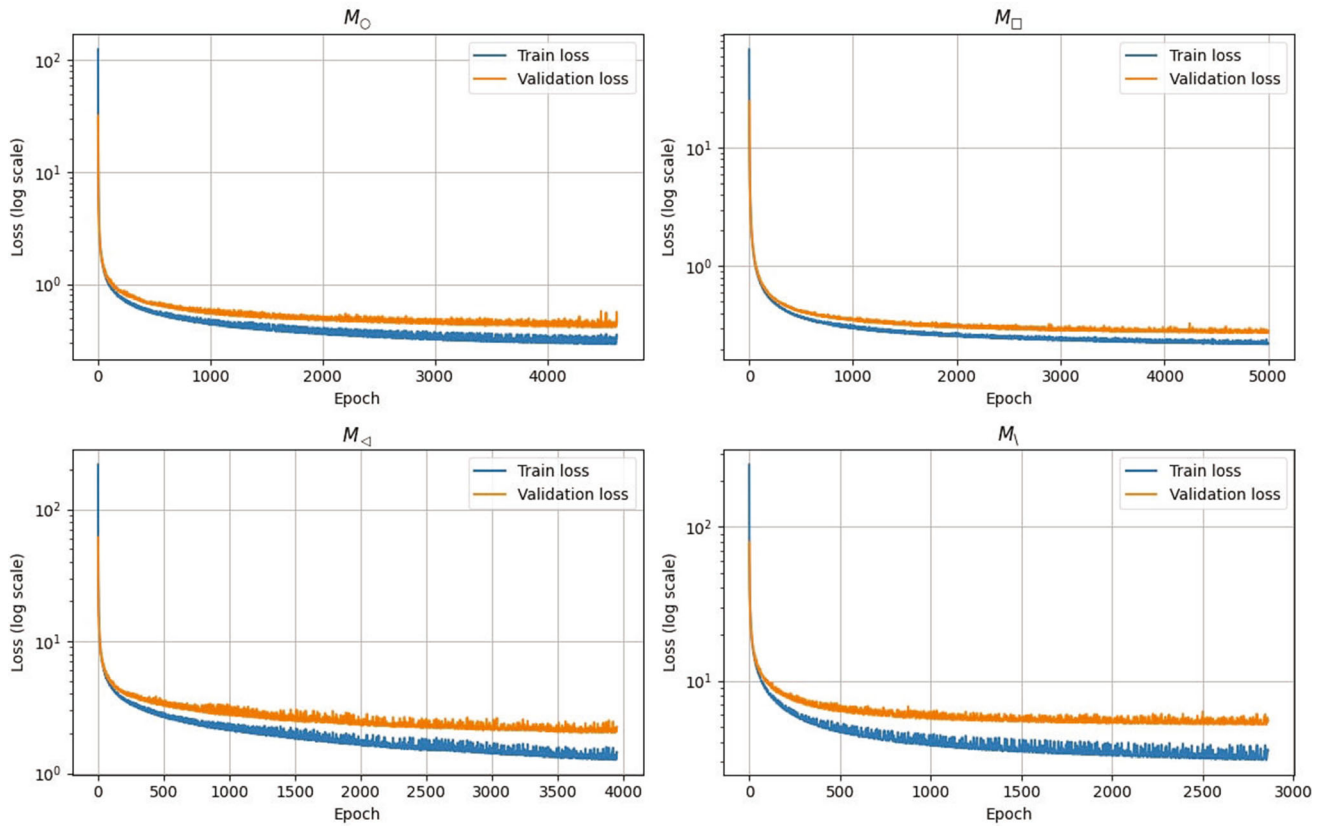 M○
Train loss
Validation loss
10²
10¹
10⁰
Loss (log scale)
0 1000 2000 3000 4000
Epoch
M□
Train loss
Validation loss
10¹
10⁰
Loss (log scale)
0 1000 2000 3000 4000 5000
Epoch
M◁
Train loss
Validation loss
10²
10¹
10⁰
Loss (log scale)
0 500 1000 1500 2000 2500 3000 3500 4000
Epoch
M\
Train loss
Validation loss
10²
10¹
Loss (log scale)
0 500 1000 1500 2000 2500 3000
Epoch